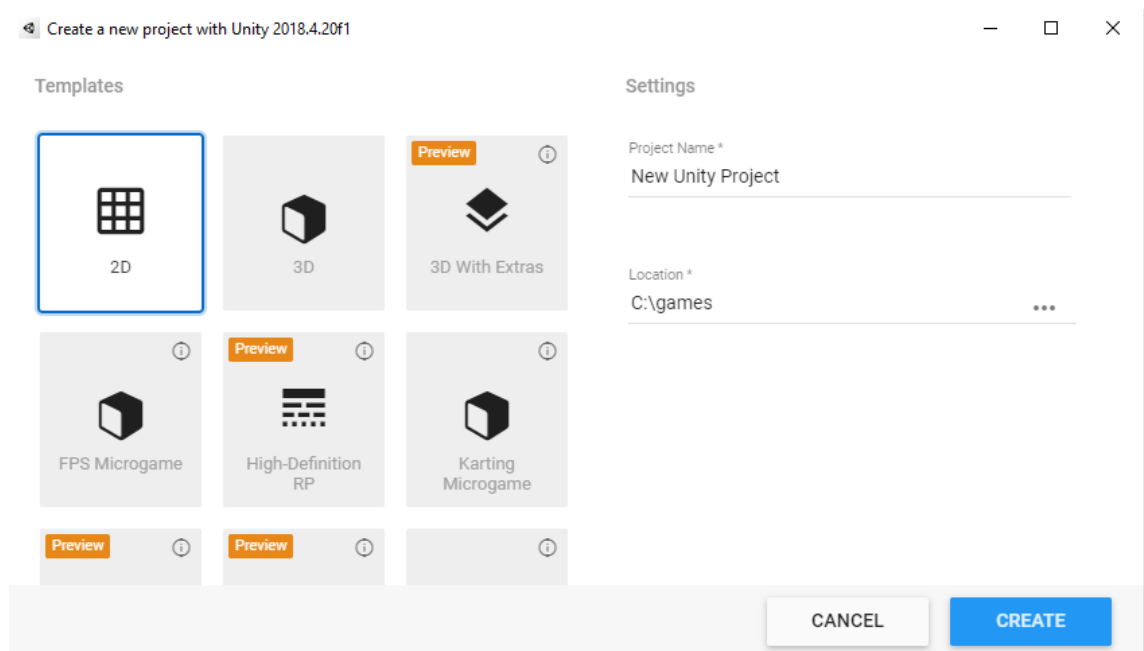 Create a new project with Unity 2018.4.20f1
Templates
2D
3D
Preview
3D With Extras
FPS Microgame
Preview
High-Definition
RP
Karting
Microgame
Preview
Preview
Settings
Project Name *
New Unity Project
Location *
C:\games
CANCEL
CREATE